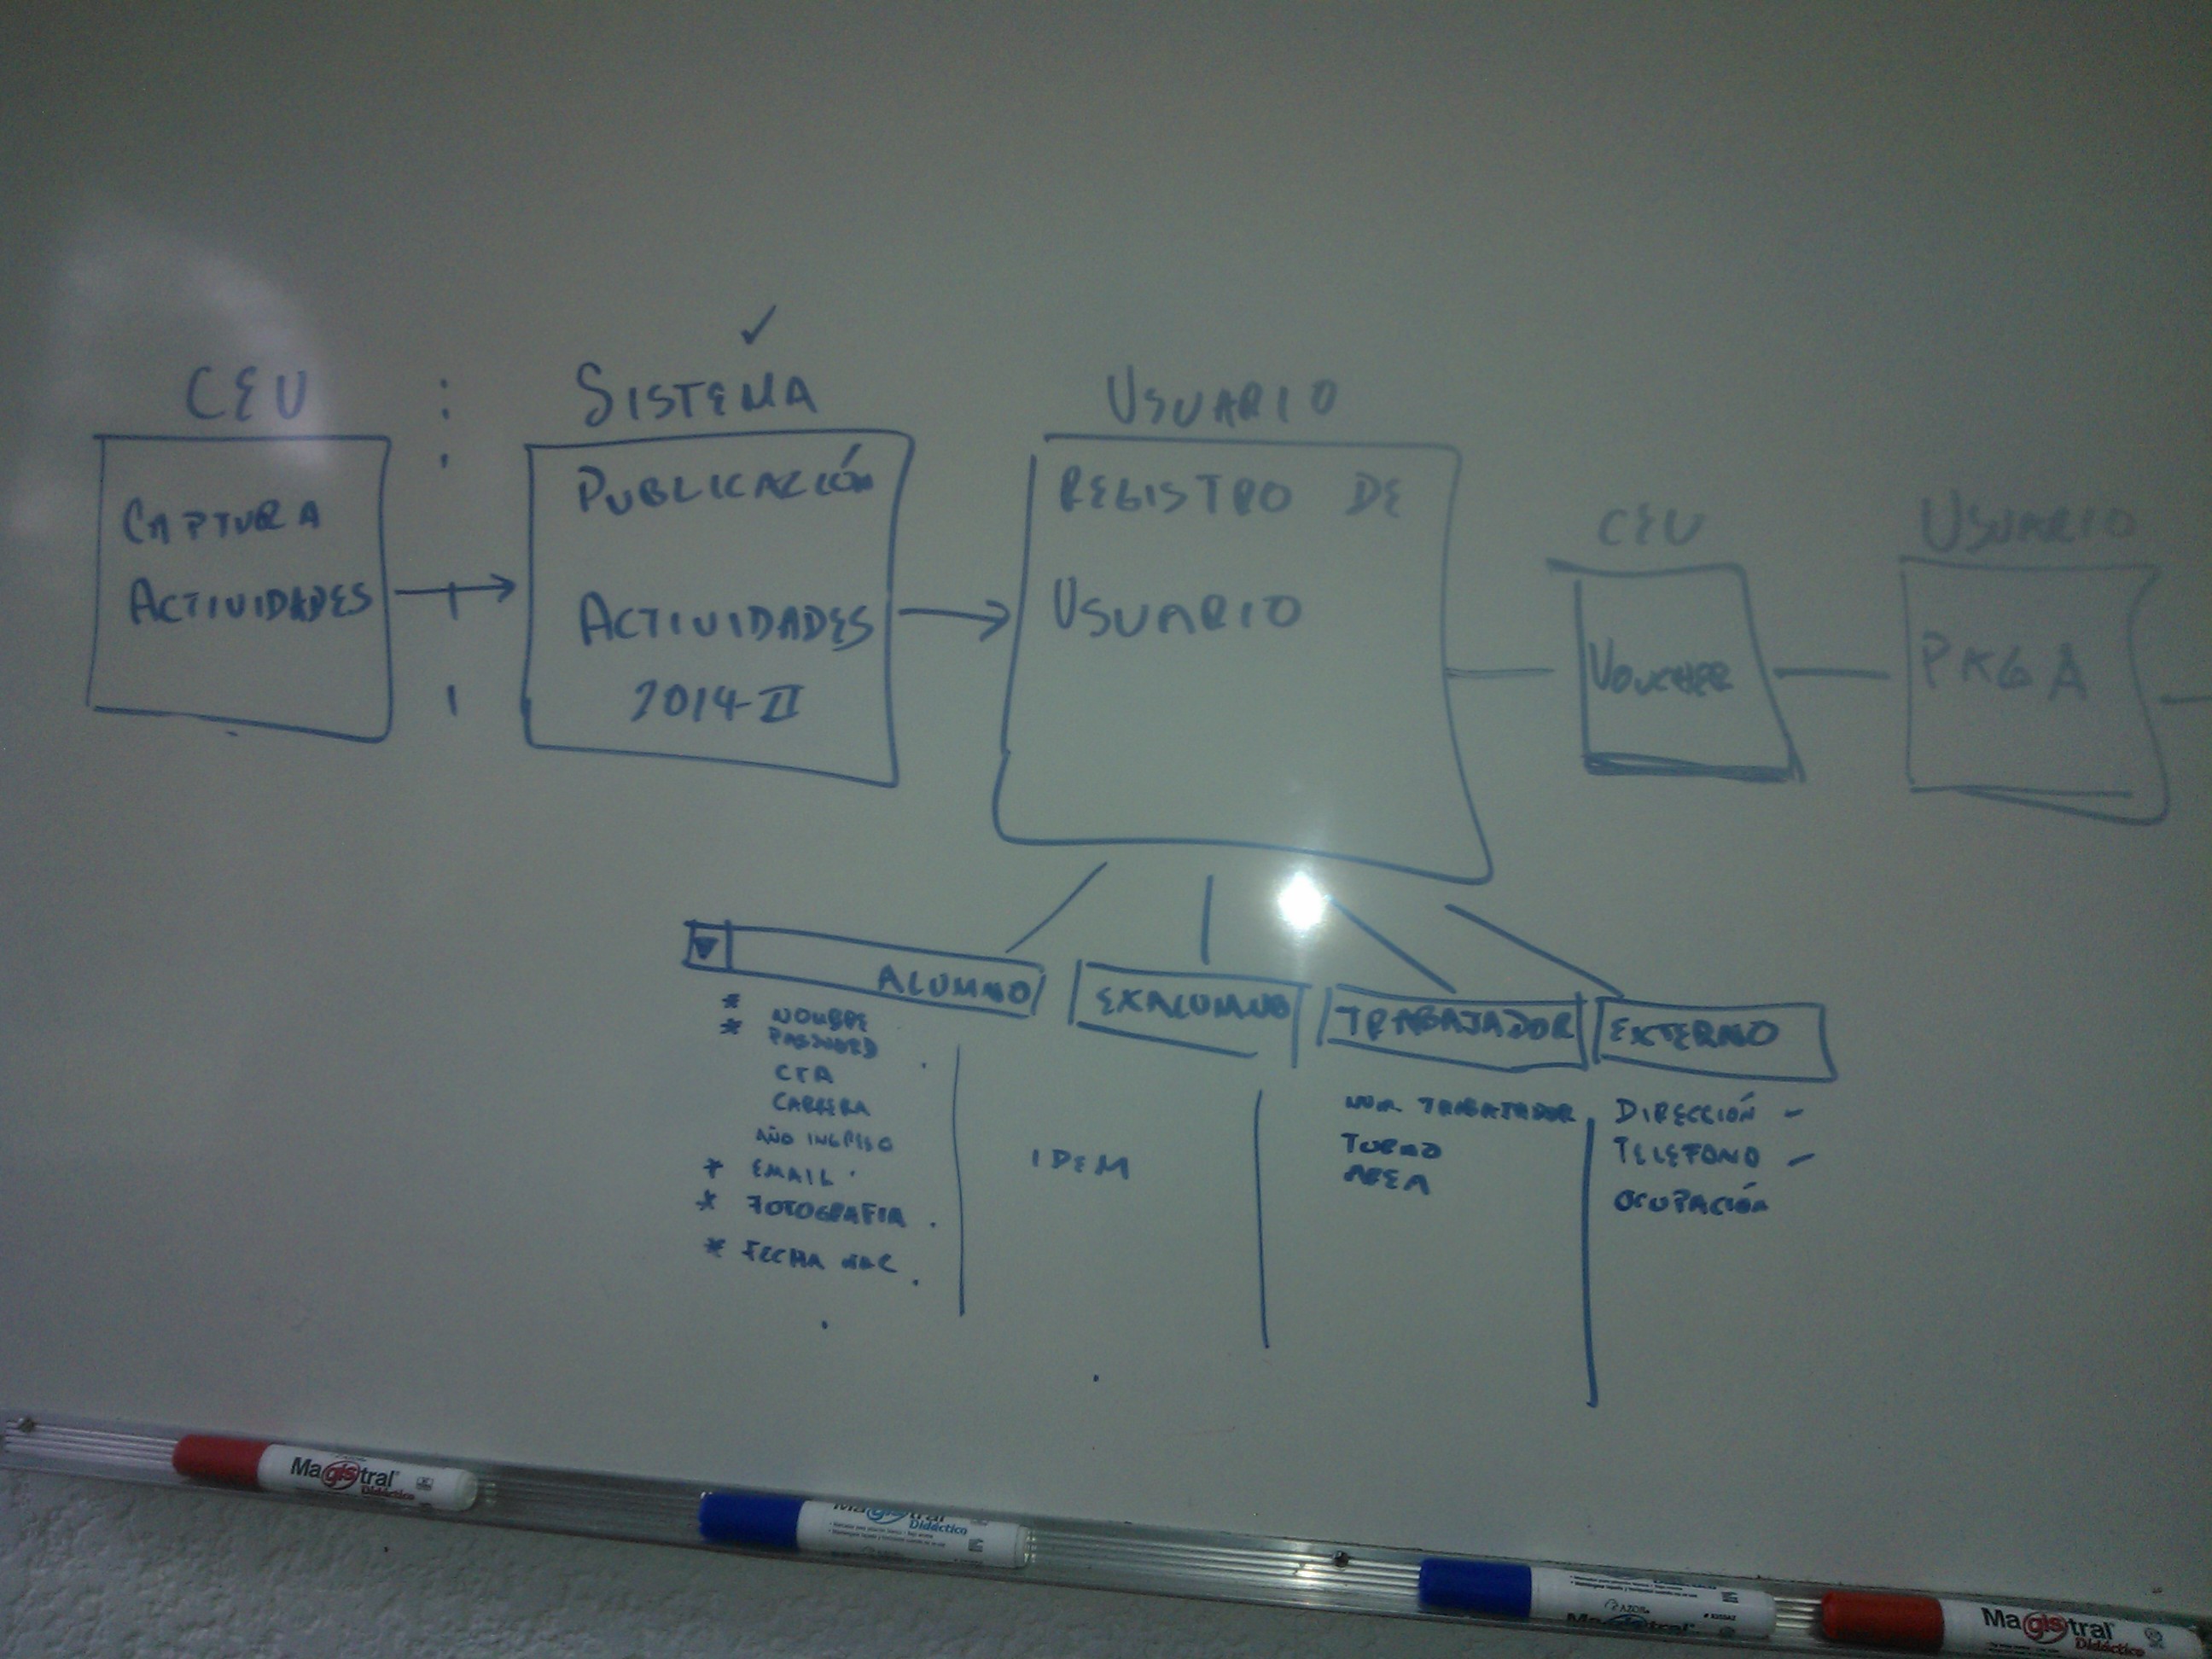 ✓
CEU
SISTEMA
USUARIO
CAPTURA
ACTIVIDADES
PUBLICACIÓN
ACTIVIDADES
2014-II
REGISTRO DE
USUARIO
CEU
VOUCHER
USUARIO
PAGA
ALUMNO
* NOMBRE
* PASSWORD
CTA
CARRERA
AÑO INGRESO
* EMAIL
* FOTOGRAFIA
* FECHA NAC
EXALUMNO
IDEM
TRABAJADOR
NUM TRABAJADOR
TURNO
AREA
EXTERNO
DIRECCIÓN -
TELEFONO -
OCUPACIÓN
Magistral
Didáctico
Magistral
Didáctico
AZOR
Magistral
Magistral
Didáctico